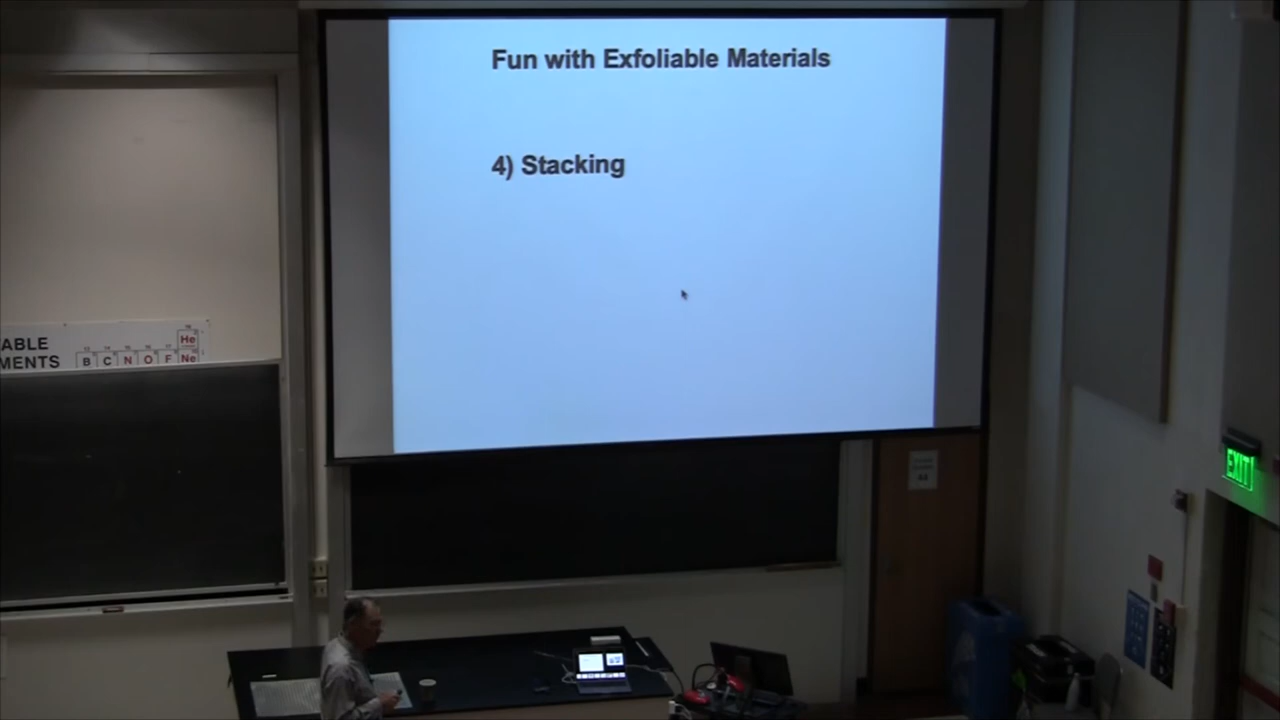 Fun with Exfoliable Materials
4) Stacking
ABLE
MENTS
B C N O F Ne
He
EXIT